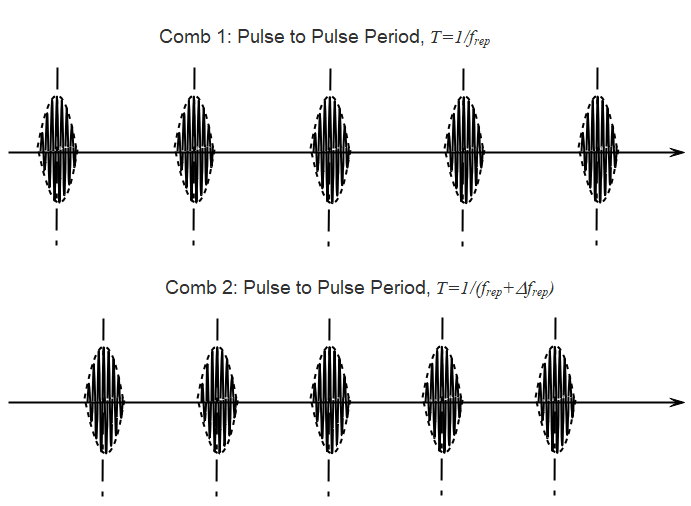 Comb 1: Pulse to Pulse Period, T=1/frep
Comb 2: Pulse to Pulse Period, T=1/(frep+Δfrep)